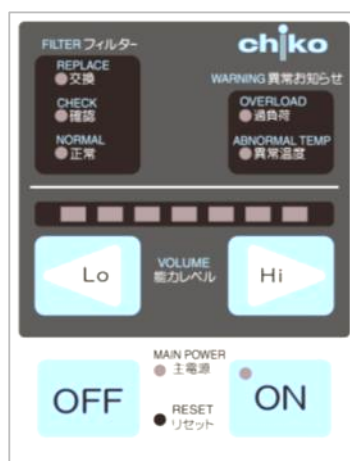 FILTER フィルター
chiko
REPLACE
交換
WARNING 異常お知らせ
CHECK
確認
OVERLOAD
過負荷
NORMAL
正常
ABNORMAL TEMP
異常温度
Lo
VOLUME
能力レベル
Hi
OFF
MAIN POWER
主電源
RESET
リセット
ON